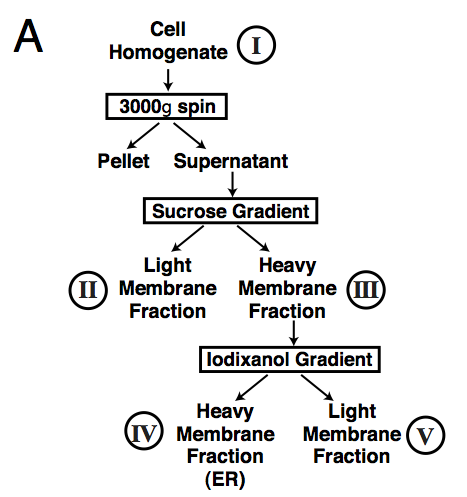 A
Cell
Homogenate
I
3000g spin
Pellet Supernatant
Sucrose Gradient
II
Light
Membrane
Fraction
Heavy
Membrane
Fraction
III
Iodixanol Gradient
IV
Heavy
Membrane
Fraction
(ER)
Light
Membrane
Fraction
V